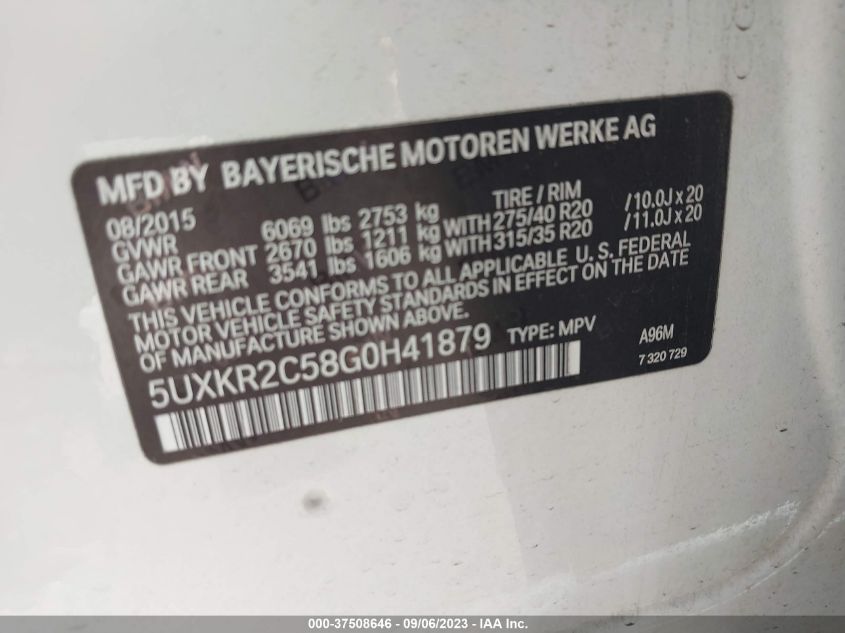 MFD BY BAYERISCHE MOTOREN WERKE AG
08/2015 TIRE / RIM
GVWR 6069 lbs 2753 kg
GAWR FRONT 2670 lbs 1211 kg WITH 275/40 R20 /10.0J x 20
GAWR REAR 3541 lbs 1606 kg WITH 315/35 R20 /11.0J x 20
THIS VEHICLE CONFORMS TO ALL APPLICABLE U. S. FEDERAL
MOTOR VEHICLE SAFETY STANDARDS IN EFFECT ON THE DATE
OF MANUFACTURE SHOWN ABOVE.
5UXKR2C58G0H41879 TYPE: MPV A96M
7 320 729
000-37508646 - 09/06/2023 - IAA Inc.